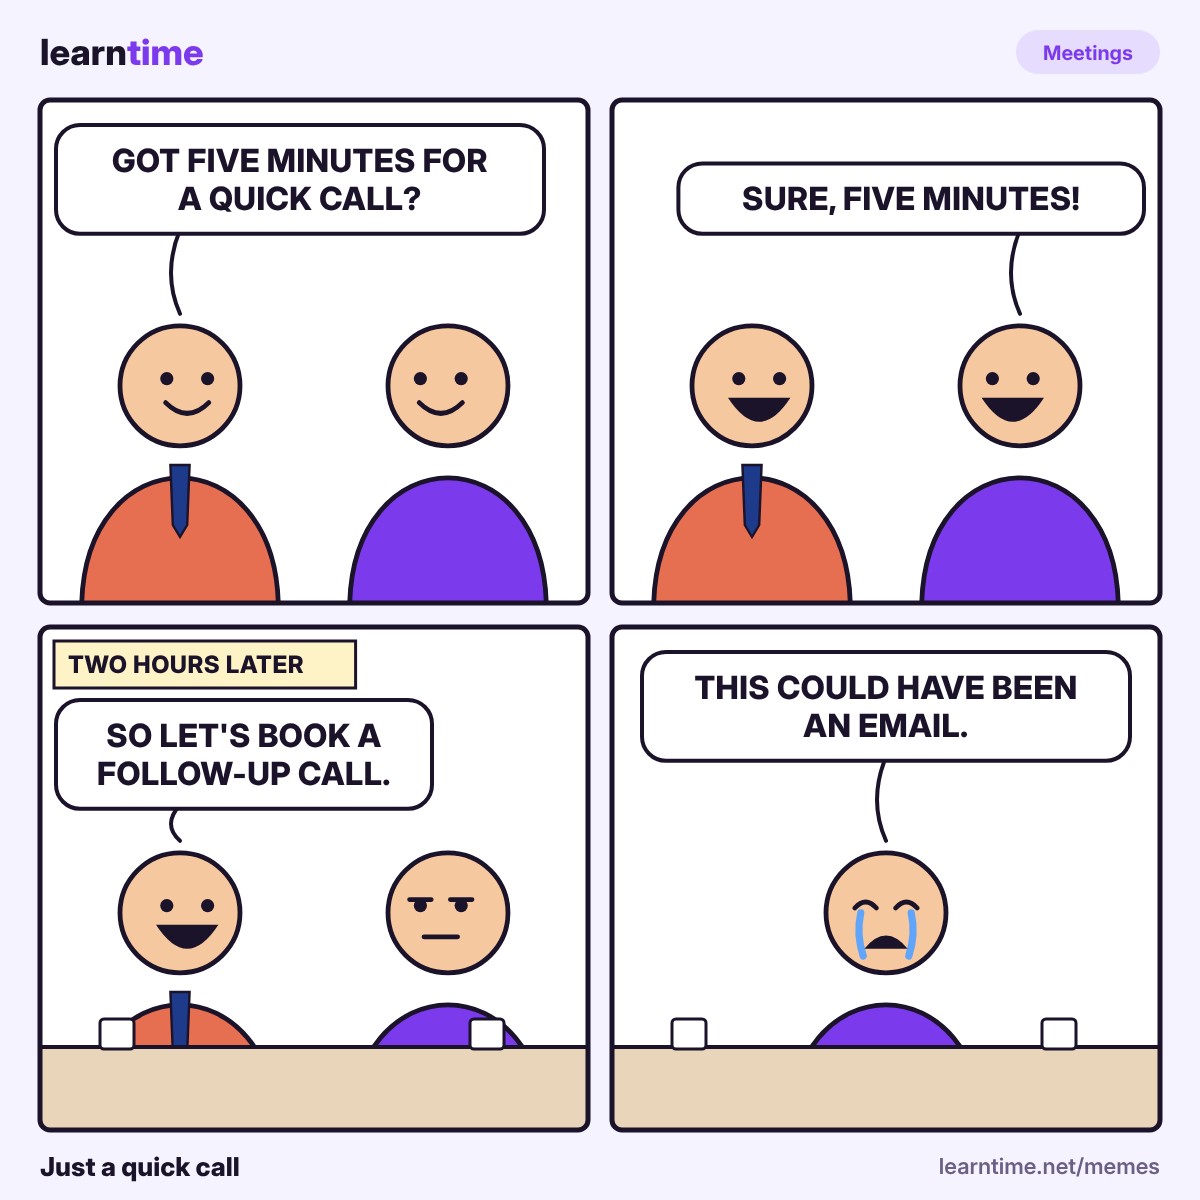 learntime
Meetings
GOT FIVE MINUTES FOR
A QUICK CALL?
SURE, FIVE MINUTES!
TWO HOURS LATER
SO LET'S BOOK A
FOLLOW-UP CALL.
THIS COULD HAVE BEEN
AN EMAIL.
Just a quick call
learntime.net/memes